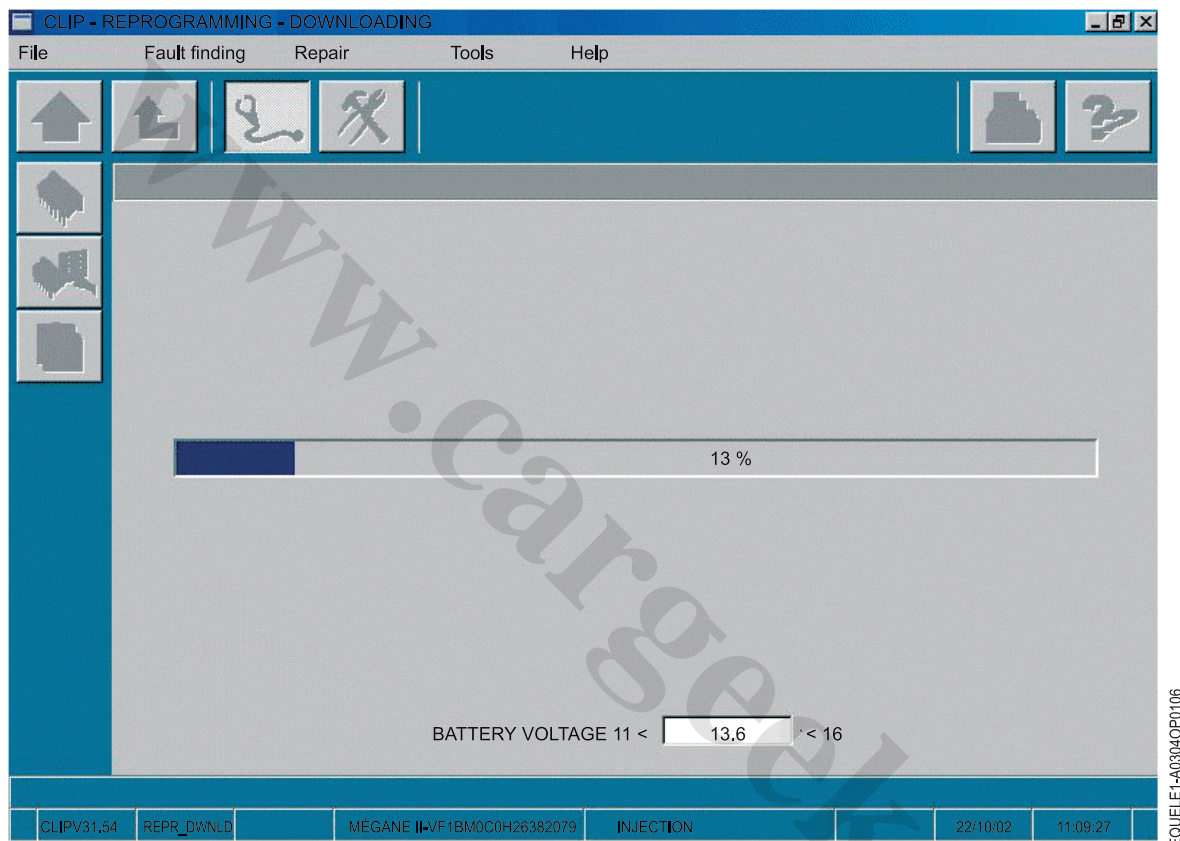 CLIP - REPROGRAMMING - DOWNLOADING
File Fault finding Repair Tools Help
13 %
BATTERY VOLTAGE 11 < 13.6 < 16
CLIPV31,54 REPR_DWNLD MÉGANE II-VF1BM0C0H26382079 INJECTION 22/10/02 11:09:27
EQUELE1-A0304OP0106
www.cargeek